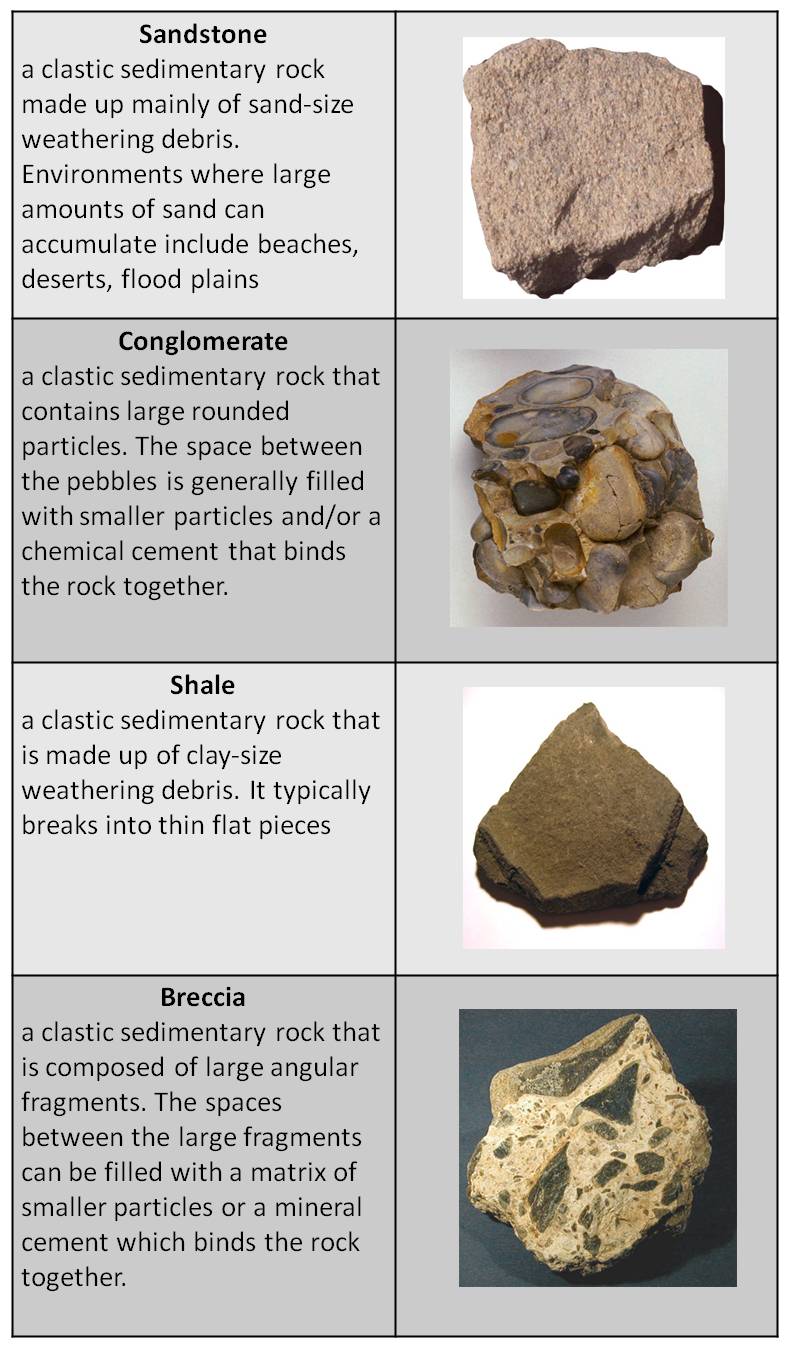 Sandstone
a clastic sedimentary rock
made up mainly of sand-size
weathering debris.
Environments where large
amounts of sand can
accumulate include beaches,
deserts, flood plains
Conglomerate
a clastic sedimentary rock that
contains large rounded
particles. The space between
the pebbles is generally filled
with smaller particles and/or a
chemical cement that binds
the rock together.
Shale
a clastic sedimentary rock that
is made up of clay-size
weathering debris. It typically
breaks into thin flat pieces
Breccia
a clastic sedimentary rock that
is composed of large angular
fragments. The spaces
between the large fragments
can be filled with a matrix of
smaller particles or a mineral
cement which binds the rock
together.